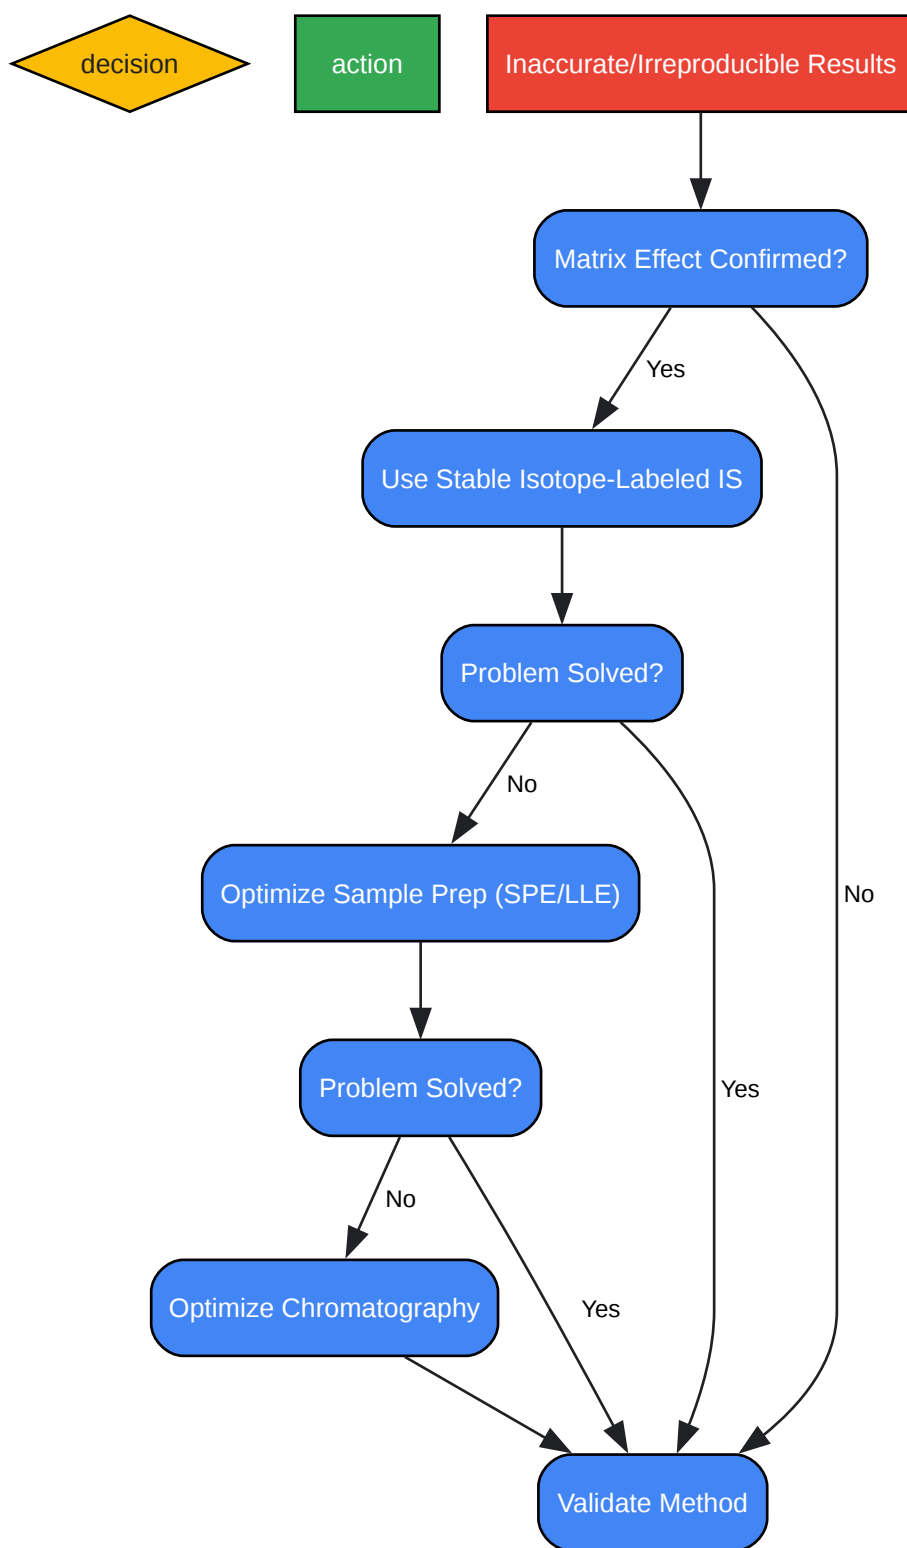 decision
action
Inaccurate/Irreproducible Results
Matrix Effect Confirmed?
Yes
Use Stable Isotope-Labeled IS
Problem Solved?
No
Optimize Sample Prep (SPE/LLE)
No
Problem Solved?
Yes
No
Optimize Chromatography
Yes
Validate Method